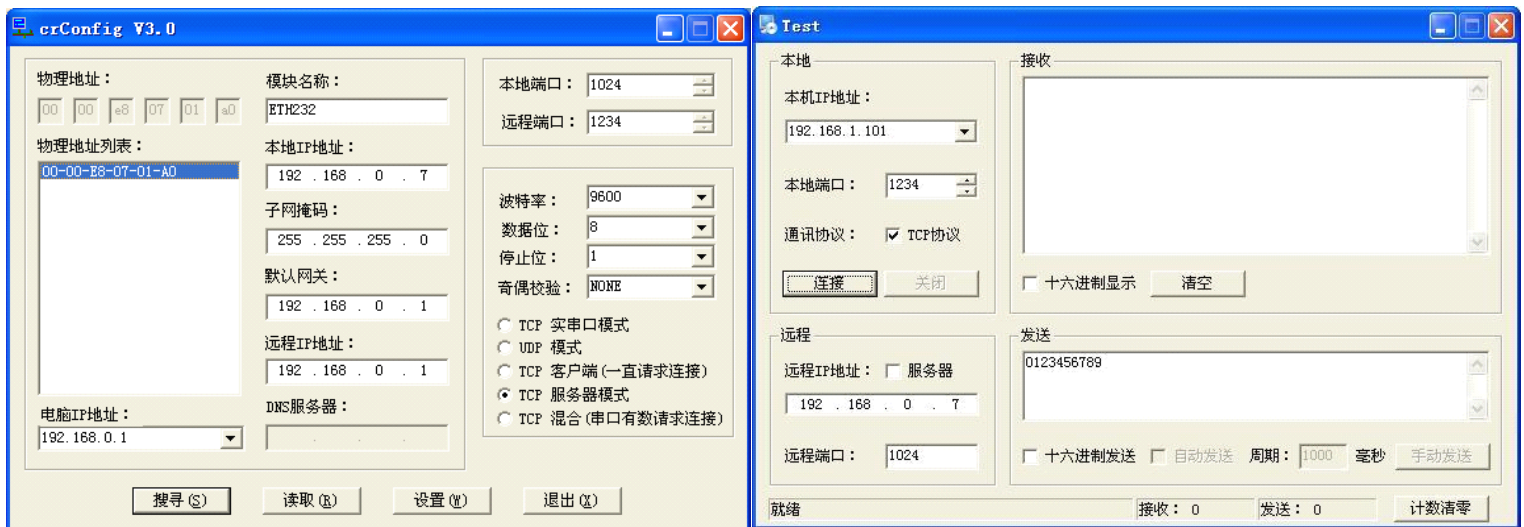 crConfig V3.0
物理地址：
00 00 e8 07 01 a0
物理地址列表：
00-00-E8-07-01-A0
电脑IP地址：
192.168.0.1
模块名称：
ETH232
本地IP地址：
192 . 168 . 0 . 7
子网掩码：
255 . 255 . 255 . 0
默认网关：
192 . 168 . 0 . 1
远程IP地址：
192 . 168 . 0 . 1
DNS服务器：
. . .
本地端口： 1024
远程端口： 1234
波特率： 9600
数据位： 8
停止位： 1
奇偶校验： NONE
TCP 实串口模式
UDP 模式
TCP 客户端(一直请求连接)
TCP 服务器模式
TCP 混合(串口有数请求连接)
搜寻(S) 读取(R) 设置(W) 退出(X)
Test
本地
本机IP地址：
192.168.1.101
本地端口： 1234
通讯协议： TCP协议
连接 关闭
接收
十六进制显示 清空
远程
远程IP地址： 服务器
192 . 168 . 0 . 7
远程端口： 1024
发送
0123456789
十六进制发送 自动发送 周期： 1000 毫秒 手动发送
就绪 接收： 0 发送： 0 计数清零